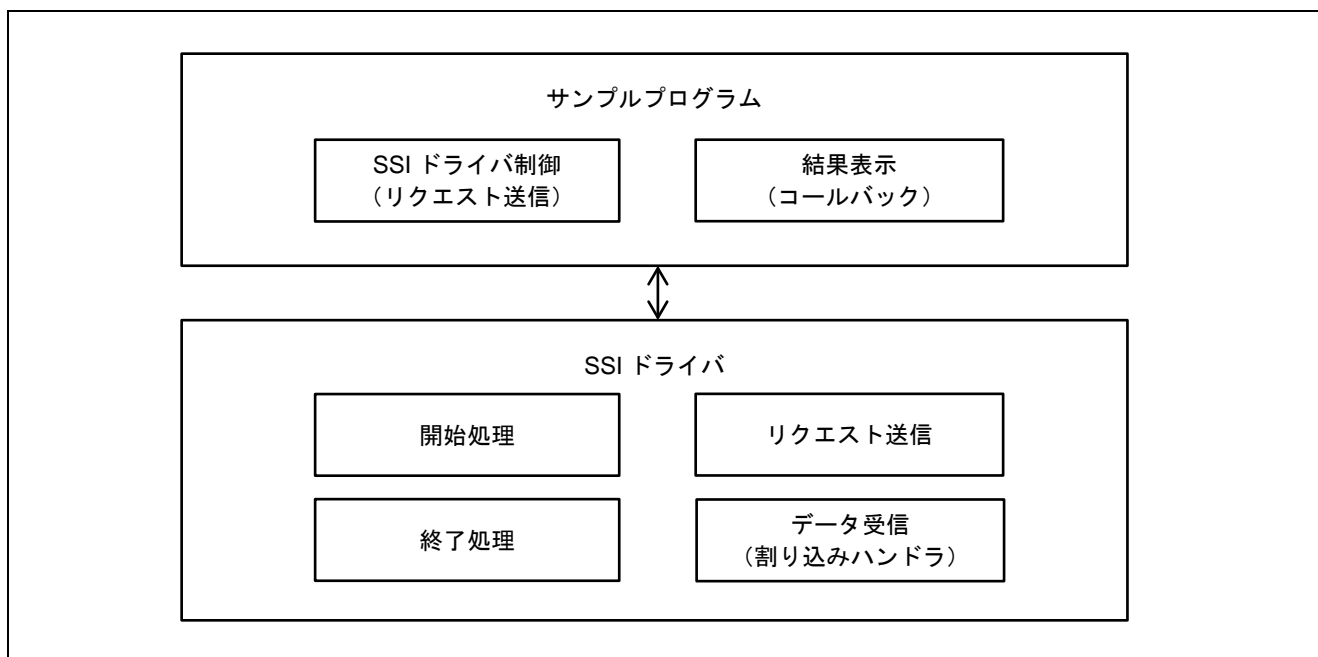 サンプルプログラム
SSI ドライバ制御
（リクエスト送信）
結果表示
（コールバック）
SSI ドライバ
開始処理
リクエスト送信
終了処理
データ受信
（割り込みハンドラ）